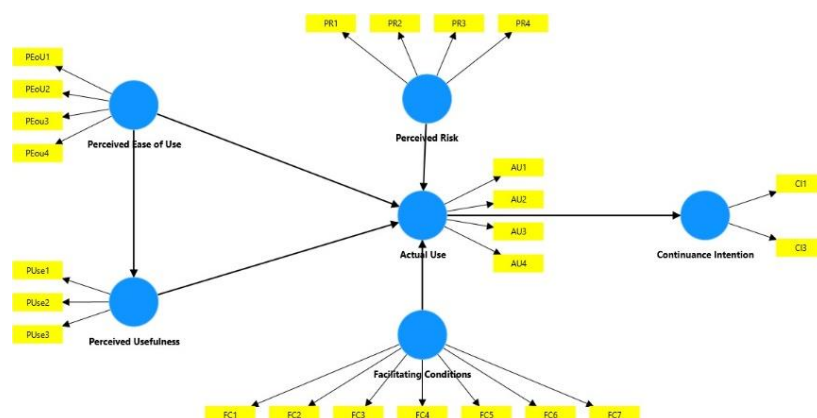 PR1 PR2 PR3 PR4
PEoU1
PEoU2
PEou3
PEou4
Perceived Ease of Use
Perceived Risk
AU1
AU2
AU3
AU4
Actual Use
CI1
CI3
Continuance Intention
PUse1
PUse2
PUse3
Perceived Usefulness
Facilitating Conditions
FC1 FC2 FC3 FC4 FC5 FC6 FC7